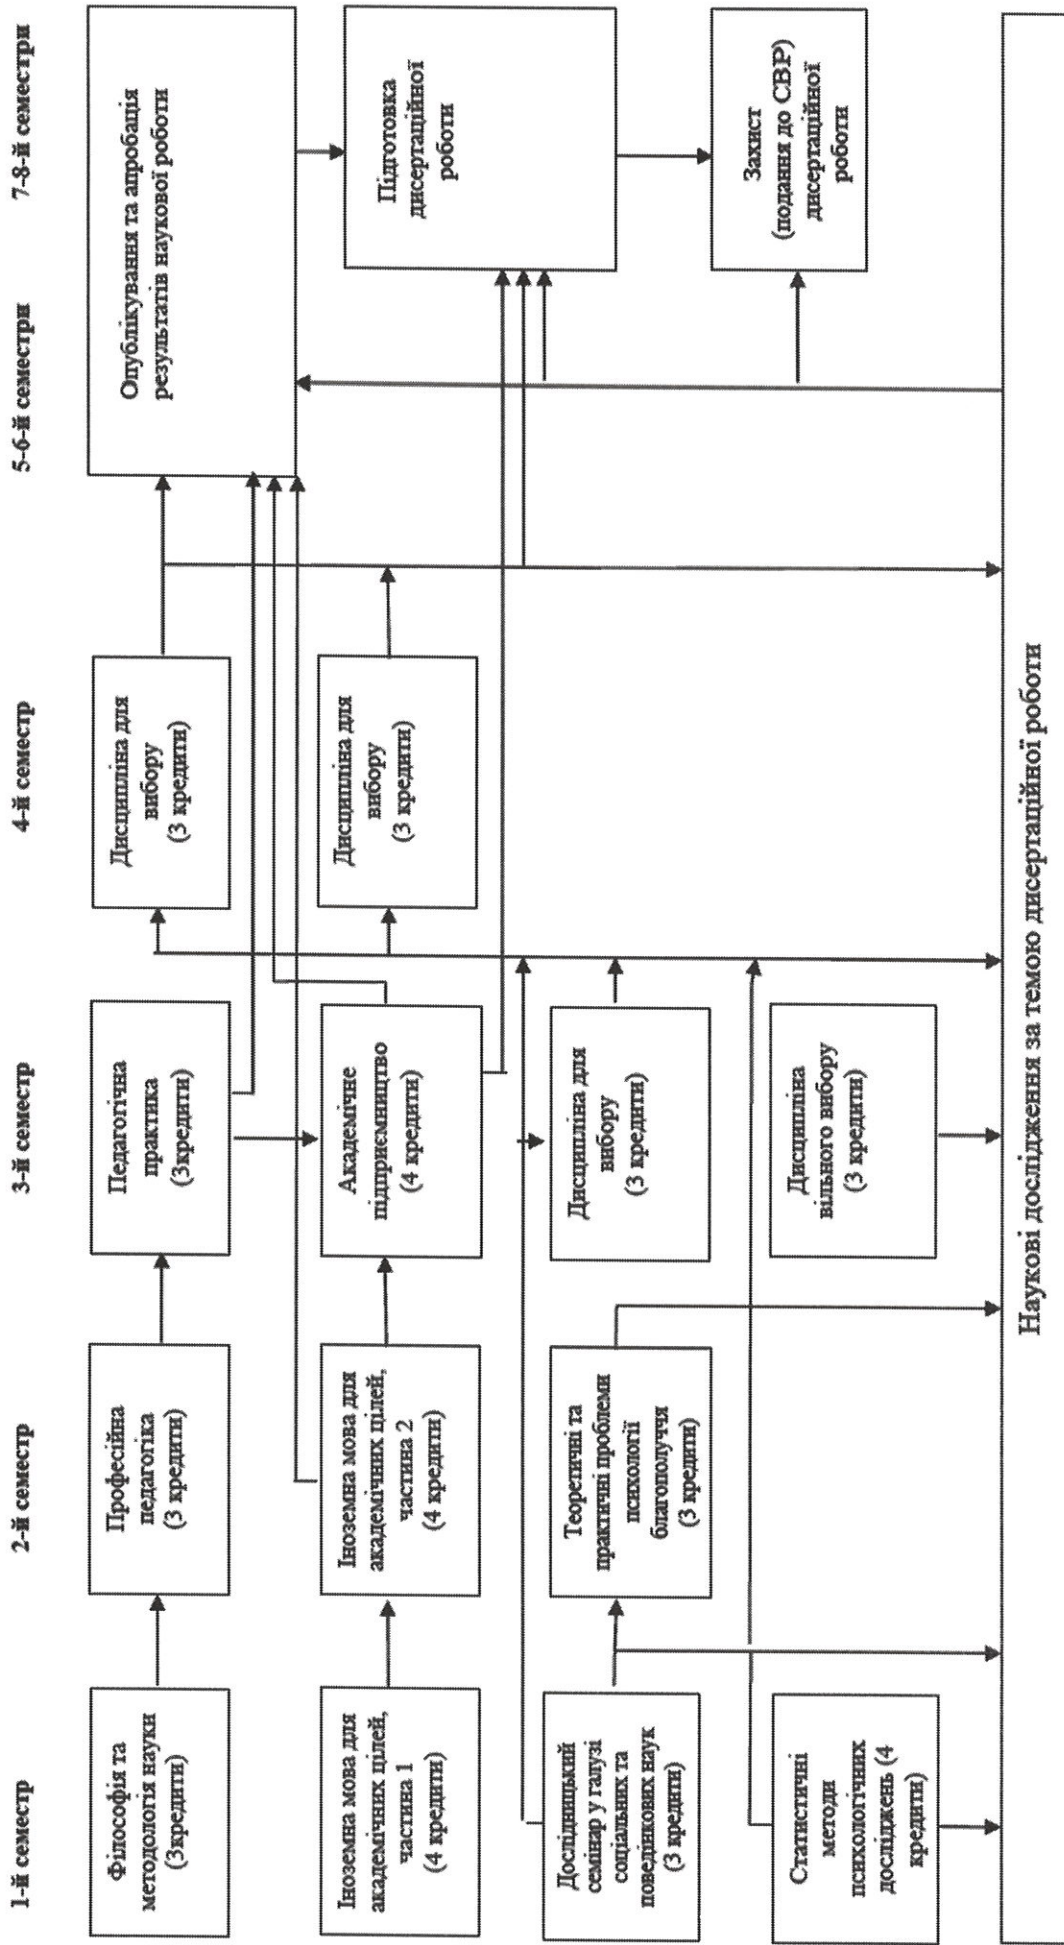 1-й семестр
2-й семестр
3-й семестр
4-й семестр
5-6-й семестри
7-8-й семестри
Філософія та
методологія науки
(3кредити)
Професійна
педагогіка
(3 кредити)
Педагогічна
практика
(3кредити)
Дисципліна для
вибору
(3 кредити)
Опублікування та апробація
результатів наукової роботи
Іноземна мова для
академічних цілей,
частина 1
(4 кредити)
Іноземна мова для
академічних цілей,
частина 2
(4 кредити)
Академічне
підприємництво
(4 кредити)
Дисципліна для
вибору
(3 кредити)
Підготовка
дисертаційної
роботи
Дослідницький
семінар у галузі
соціальних та
поведінкових наук
(3 кредити)
Теоретичні та
практичні проблеми
психології
благополуччя
(3 кредити)
Дисципліна для
вибору
(3 кредити)
Захист
(подання до СВР)
дисертаційної
роботи
Статистичні
методи
психологічних
досліджень (4
кредити)
Дисципліна
вільного вибору
(3 кредити)
Наукові дослідження за темою дисертаційної роботи